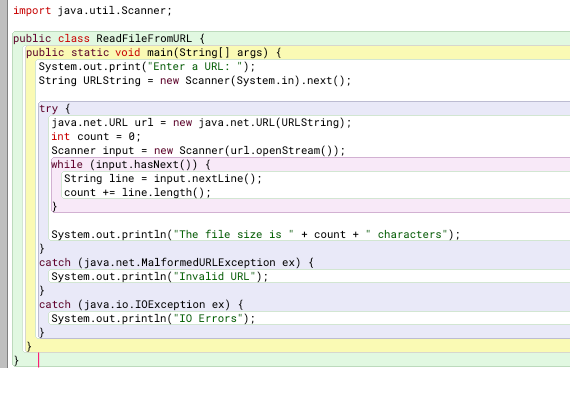 import java.util.Scanner;

public class ReadFileFromURL {
  public static void main(String[] args) {
    System.out.print("Enter a URL: ");
    String URLString = new Scanner(System.in).next();

    try {
      java.net.URL url = new java.net.URL(URLString);
      int count = 0;
      Scanner input = new Scanner(url.openStream());
      while (input.hasNext()) {
        String line = input.nextLine();
        count += line.length();
      }

      System.out.println("The file size is " + count + " characters");
    }
    catch (java.net.MalformedURLException ex) {
      System.out.println("Invalid URL");
    }
    catch (java.io.IOException ex) {
      System.out.println("IO Errors");
    }
  }
}